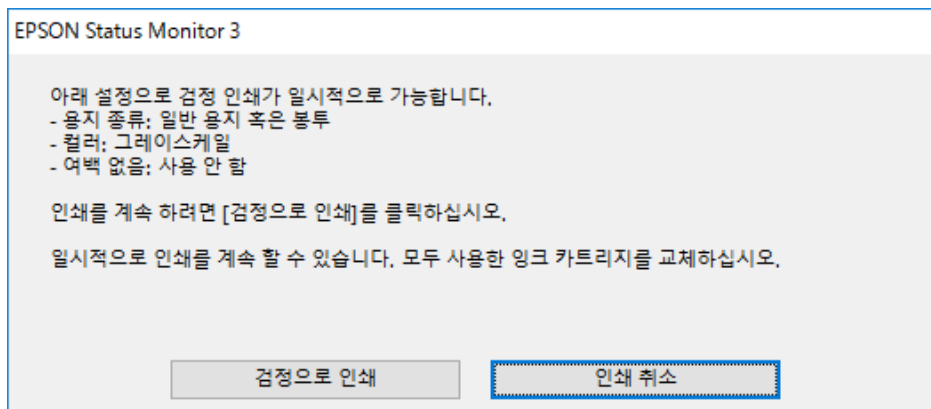 EPSON Status Monitor 3
아래 설정으로 검정 인쇄가 일시적으로 가능합니다.
- 용지 종류: 일반 용지 혹은 봉투
- 컬러: 그레이스케일
- 여백 없음: 사용 안 함
인쇄를 계속 하려면 [검정으로 인쇄]를 클릭하십시오.
일시적으로 인쇄를 계속 할 수 있습니다. 모두 사용한 잉크 카트리지를 교체하십시오.
검정으로 인쇄
인쇄 취소